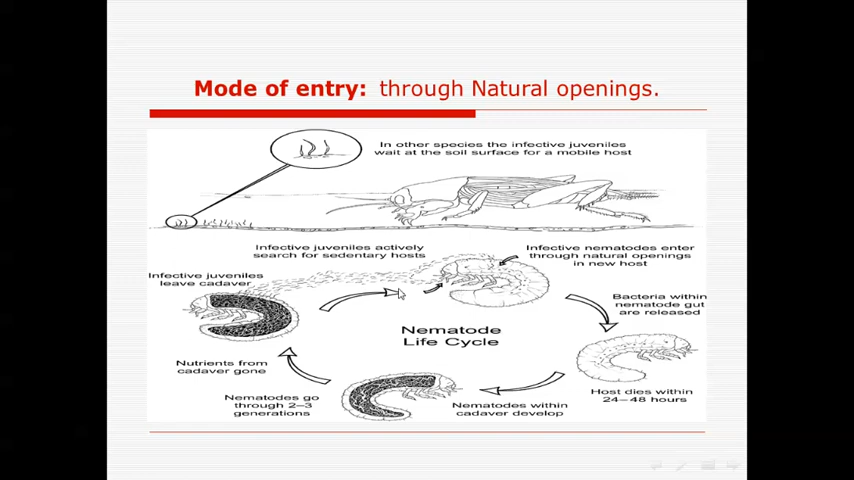 Mode of entry: through Natural openings.
In other species the infective juveniles
wait at the soil surface for a mobile host
Infective juveniles actively
search for sedentary hosts
Infective nematodes enter
through natural openings
in new host
Infective juveniles
leave cadaver
Bacteria within
nematode gut
are released
Nematode
Life Cycle
Nutrients from
cadaver gone
Host dies within
24–48 hours
Nematodes go
through 2–3
generations
Nematodes within
cadaver develop